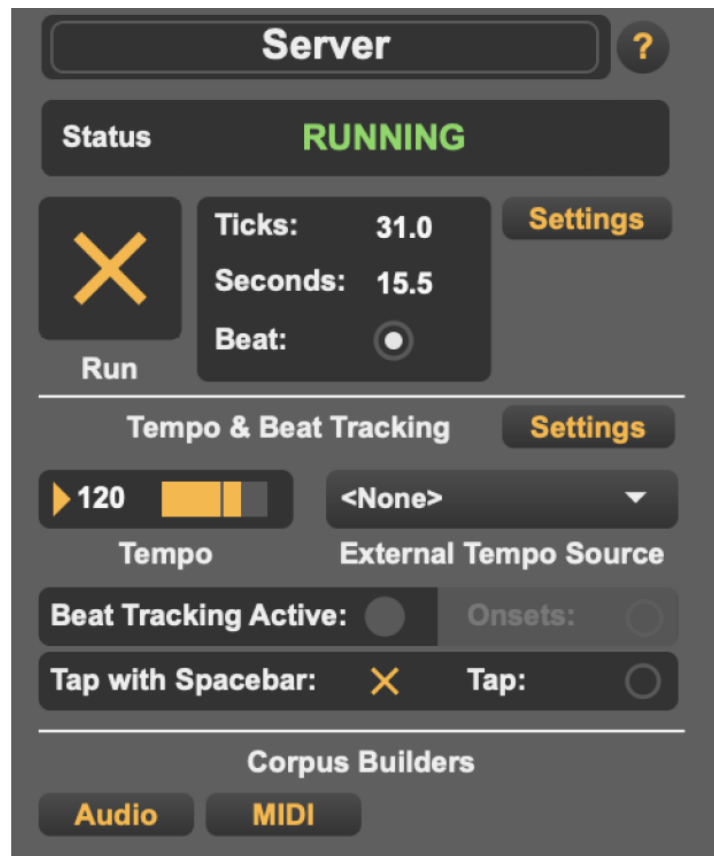 Server ?
Status RUNNING
Ticks: 31.0 Settings
Seconds: 15.5
Beat:
Run
Tempo & Beat Tracking Settings
120 <None>
Tempo External Tempo Source
Beat Tracking Active: Onsets:
Tap with Spacebar: Tap:
Corpus Builders
Audio MIDI